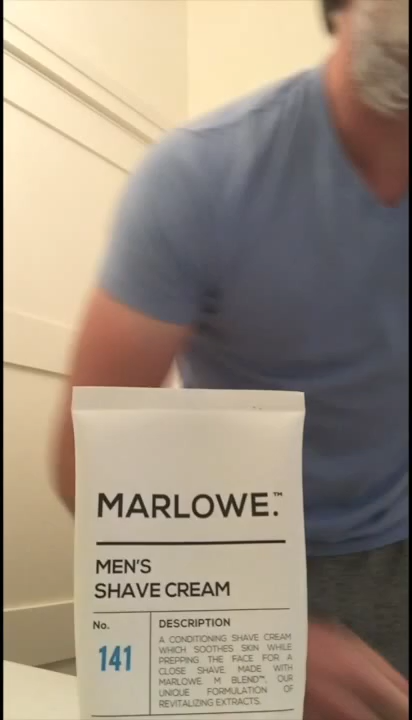 MARLOWE.™
MEN'S
SHAVE CREAM
No.
141
DESCRIPTION
A CONDITIONING SHAVE CREAM
WHICH SOOTHES SKIN WHILE
PREPPING THE FACE FOR A
CLOSE SHAVE. MADE WITH
MARLOWE. M BLEND™, OUR
UNIQUE FORMULATION OF
REVITALIZING EXTRACTS.